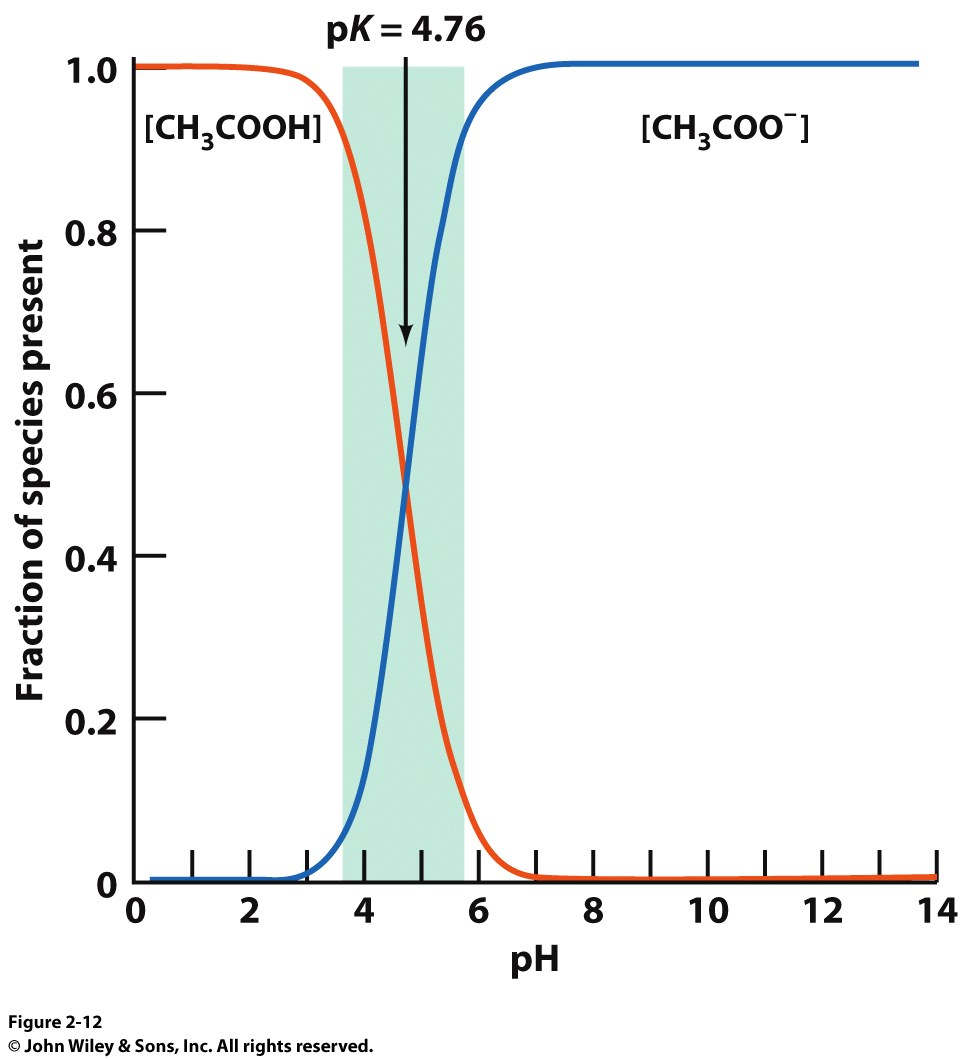 pK = 4.76
1.0
[CH₃COOH]
[CH₃COO⁻]
0.8
0.6
0.4
0.2
0
Fraction of species present
0 2 4 6 8 10 12 14
pH
Figure 2-12
© John Wiley & Sons, Inc. All rights reserved.